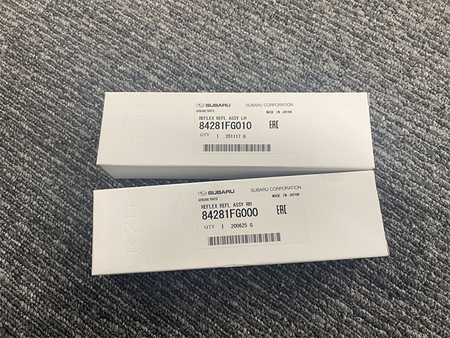 SUBARU SUBARU CORPORATION
GENUINE PARTS MADE IN JAPAN
REFLEX REFL ASSY LH
84281FG010 EAC
QTY 1 201117 G
SUBARU SUBARU CORPORATION
GENUINE PARTS MADE IN JAPAN
REFLEX REFL ASSY RH
84281FG000 EAC
QTY 1 200625 G